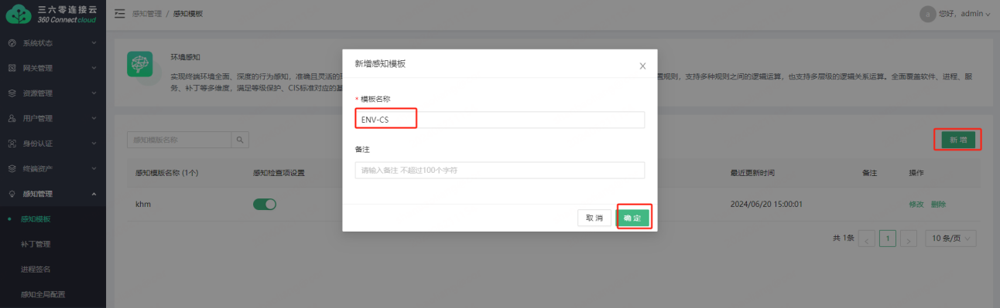 三六零连接云
360 Connect cloud
感知管理 / 感知模板
a 您好，admin
系统状态
网关管理
资源管理
用户管理
身份认证
终端资产
感知管理
感知模板
补丁管理
进程签名
感知全局配置
环境感知
实现终端环境全面、深度的行为感知，准确且灵活的
置规则，支持多种规则之间的逻辑运算，也支持多层级的逻辑关系运算。全面覆盖软件、进程、服
务、补丁等多维度，满足等级保护、CIS标准对应的基
感知模版名称
新 增
感知模版名称 (1个)
感知检查项设置
最近更新时间
备注
操作
khm
2024/06/20 15:00:01
修改 删除
共 1条
1
10 条/页
新增感知模板
* 模板名称
ENV-CS
备注
请输入备注 不超过100个字符
取 消
确 定